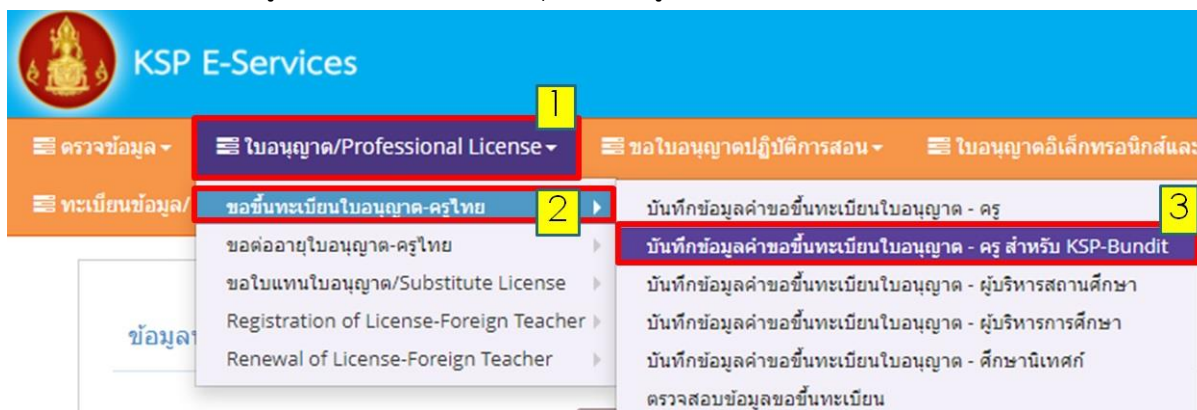 KSP E-Services
1
ตรวจข้อมูล
ใบอนุญาต/Professional License
ขอใบอนุญาตปฏิบัติการสอน
ใบอนุญาตอิเล็กทรอนิกส์และ
ทะเบียนข้อมูล/
ขอขึ้นทะเบียนใบอนุญาต-ครูไทย
2
บันทึกข้อมูลคำขอขึ้นทะเบียนใบอนุญาต - ครู
3
ขอต่ออายุใบอนุญาต-ครูไทย
บันทึกข้อมูลคำขอขึ้นทะเบียนใบอนุญาต - ครู สำหรับ KSP-Bundit
ขอใบแทนใบอนุญาต/Substitute License
บันทึกข้อมูลคำขอขึ้นทะเบียนใบอนุญาต - ผู้บริหารสถานศึกษา
Registration of License-Foreign Teacher
บันทึกข้อมูลคำขอขึ้นทะเบียนใบอนุญาต - ผู้บริหารการศึกษา
Renewal of License-Foreign Teacher
บันทึกข้อมูลคำขอขึ้นทะเบียนใบอนุญาต - ศึกษานิเทศก์
ตรวจสอบข้อมูลขอขึ้นทะเบียน